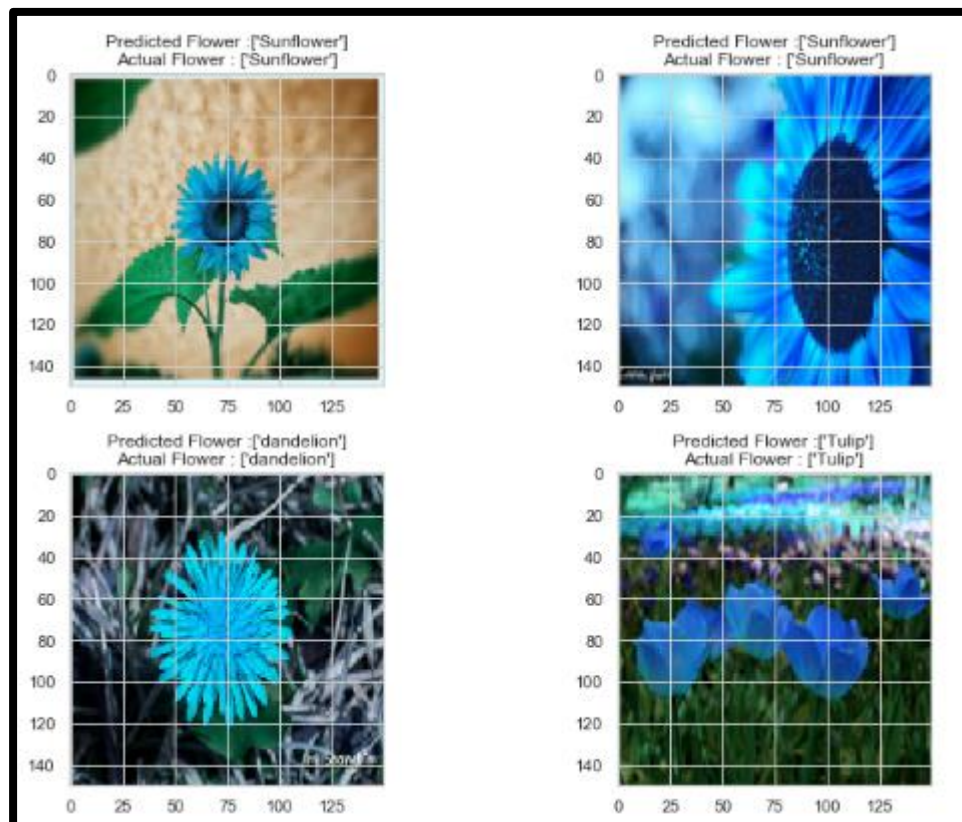 Predicted Flower :['Sunflower']
Actual Flower : ['Sunflower']
0
20
40
60
80
100
120
140
0 25 50 75 100 125
Predicted Flower :['Sunflower']
Actual Flower : ['Sunflower']
0
20
40
60
80
100
120
140
0 25 50 75 100 125
Predicted Flower :['dandelion']
Actual Flower : ['dandelion']
0
20
40
60
80
100
120
140
0 25 50 75 100 125
Predicted Flower :['Tulip']
Actual Flower : ['Tulip']
0
20
40
60
80
100
120
140
0 25 50 75 100 125